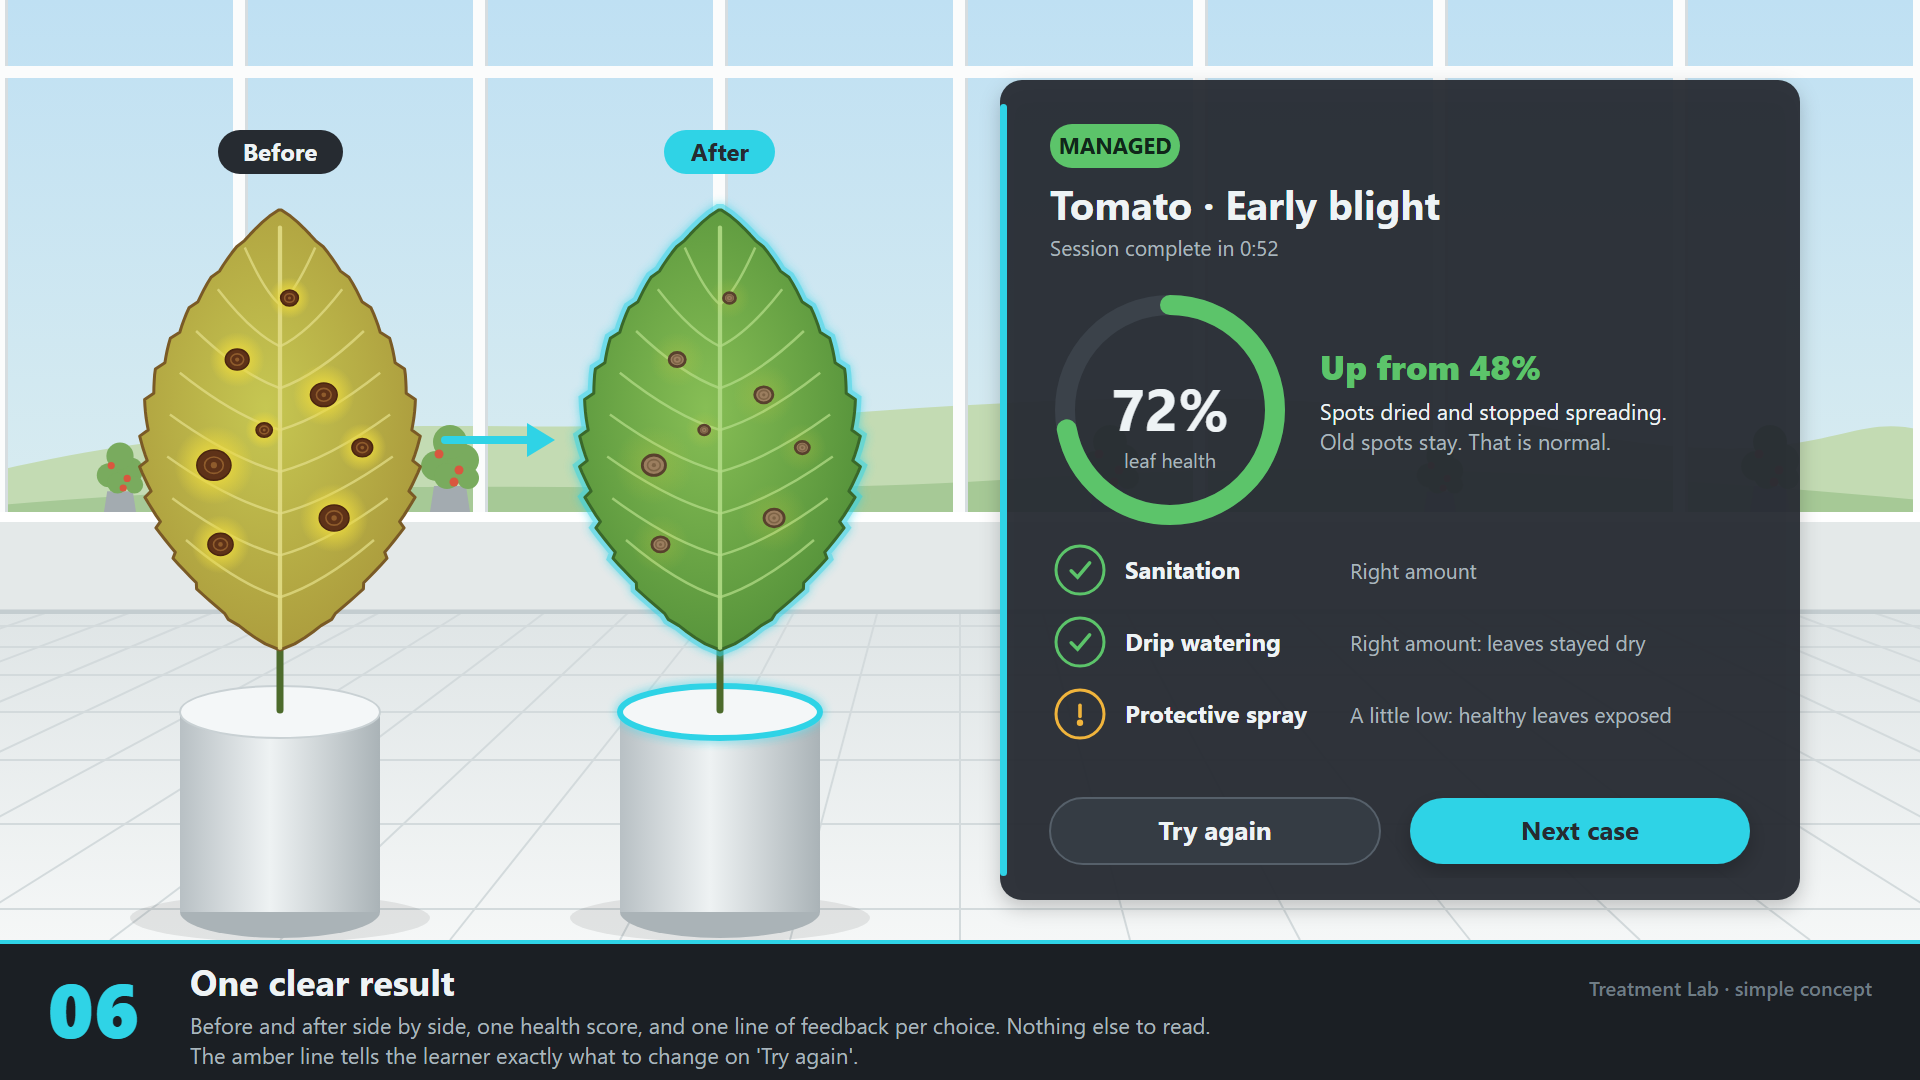 Before
After
MANAGED
Tomato · Early blight
Session complete in 0:52
72%
leaf health
Up from 48%
Spots dried and stopped spreading.
Old spots stay. That is normal.
Sanitation Right amount
Drip watering Right amount: leaves stayed dry
Protective spray A little low: healthy leaves exposed
Try again
Next case
06
One clear result
Before and after side by side, one health score, and one line of feedback per choice. Nothing else to read.
The amber line tells the learner exactly what to change on 'Try again'.
Treatment Lab · simple concept